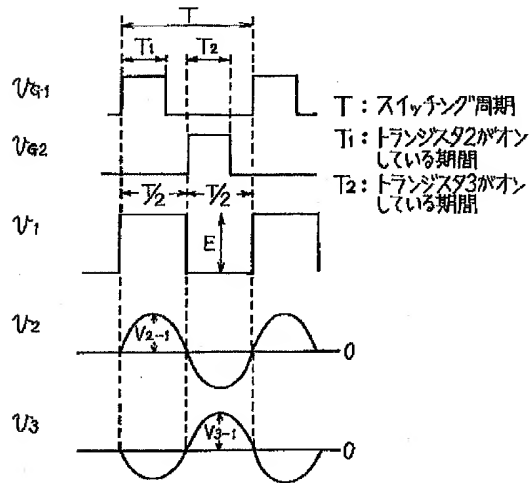 T
T1 T2
VG1
T : スイッチング周期
T1 : トランジスタ2がオン
している期間
VG2
T2 : トランジスタ3がオン
している期間
T/2 T/2
V1
E
V2
V2-1
0
V3
V3-1
0